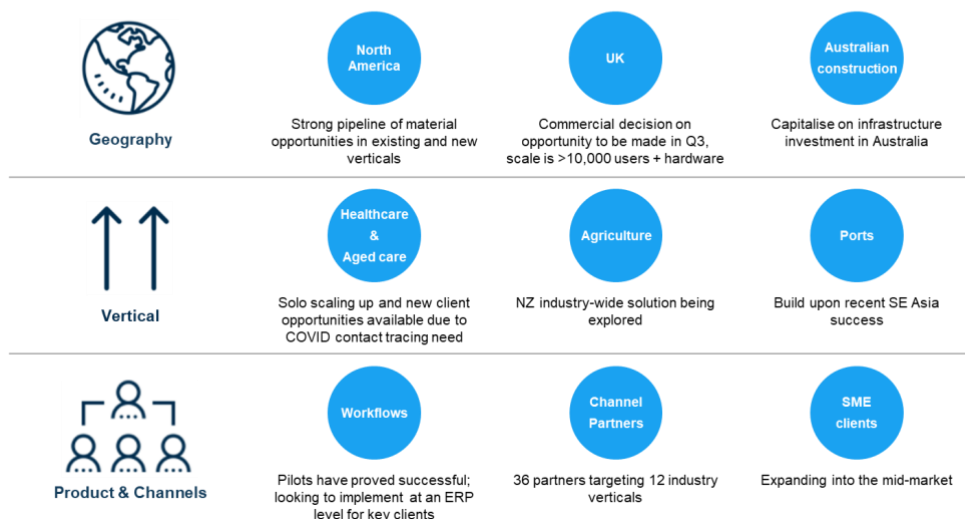 North
America
UK
Australian
construction
Geography
Strong pipeline of material
opportunities in existing and new
verticals
Commercial decision on
opportunity to be made in Q3,
scale is >10,000 users + hardware
Capitalise on infrastructure
investment in Australia
Healthcare
&
Aged care
Agriculture
Ports
Vertical
Solo scaling up and new client
opportunities available due to
COVID contact tracing need
NZ industry-wide solution being
explored
Build upon recent SE Asia
success
Workflows
Channel
Partners
SME
clients
Product & Channels
Pilots have proved successful;
looking to implement at an ERP
level for key clients
36 partners targeting 12 industry
verticals
Expanding into the mid-market